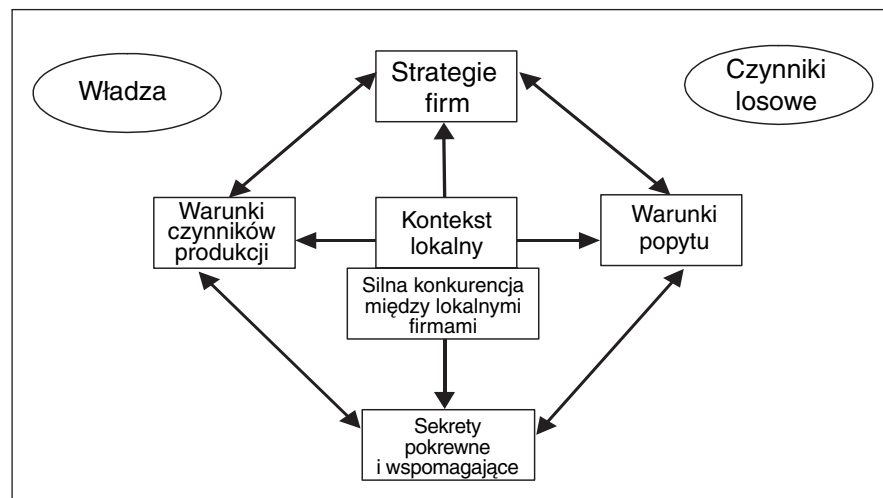 Władza
Strategie
firm
Czynniki
losowe
Warunki
czynników
produkcji
Kontekst
lokalny
Warunki
popytu
Silna konkurencja
między lokalnymi
firmami
Sekrety
pokrewne
i wspomagające